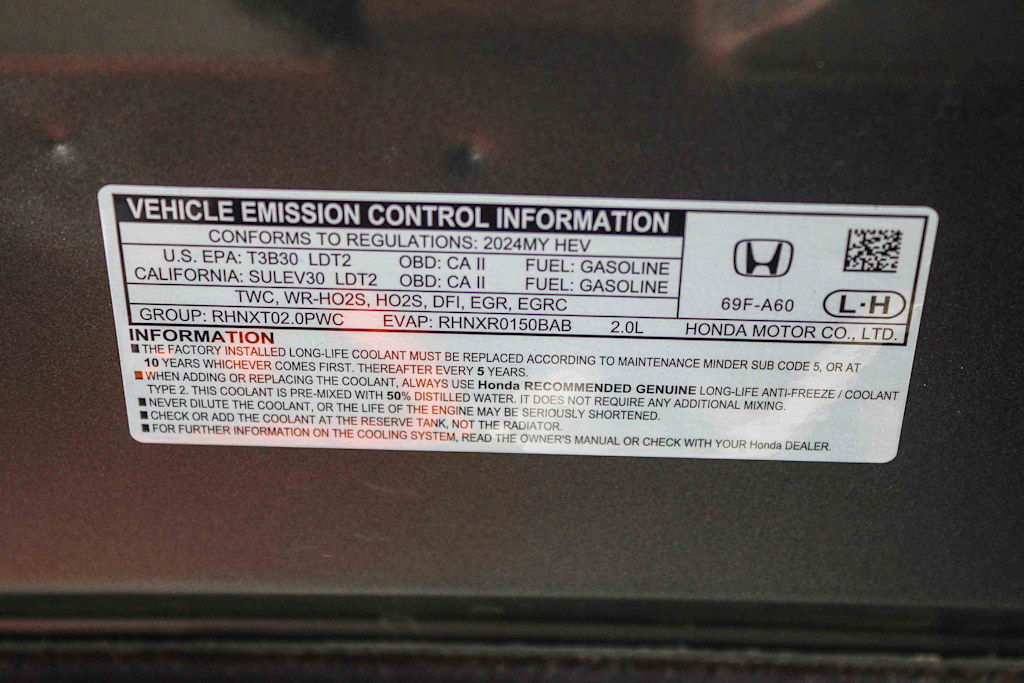 VEHICLE EMISSION CONTROL INFORMATION
CONFORMS TO REGULATIONS: 2024MY HEV
U.S. EPA: T3B30 LDT2 OBD: CA II FUEL: GASOLINE
CALIFORNIA: SULEV30 LDT2 OBD: CA II FUEL: GASOLINE
TWC, WR-HO2S, HO2S, DFI, EGR, EGRC
69F-A60 L-H
GROUP: RHNXT02.0PWC EVAP: RHNXR0150BAB 2.0L HONDA MOTOR CO., LTD.
INFORMATION
■ THE FACTORY INSTALLED LONG-LIFE COOLANT MUST BE REPLACED ACCORDING TO MAINTENANCE MINDER SUB CODE 5, OR AT
10 YEARS WHICHEVER COMES FIRST. THEREAFTER EVERY 5 YEARS.
■ WHEN ADDING OR REPLACING THE COOLANT, ALWAYS USE Honda RECOMMENDED GENUINE LONG-LIFE ANTI-FREEZE / COOLANT
TYPE 2. THIS COOLANT IS PRE-MIXED WITH 50% DISTILLED WATER. IT DOES NOT REQUIRE ANY ADDITIONAL MIXING.
■ NEVER DILUTE THE COOLANT, OR THE LIFE OF THE ENGINE MAY BE SERIOUSLY SHORTENED.
■ CHECK OR ADD THE COOLANT AT THE RESERVE TANK, NOT THE RADIATOR.
■ FOR FURTHER INFORMATION ON THE COOLING SYSTEM, READ THE OWNER'S MANUAL OR CHECK WITH YOUR Honda DEALER.